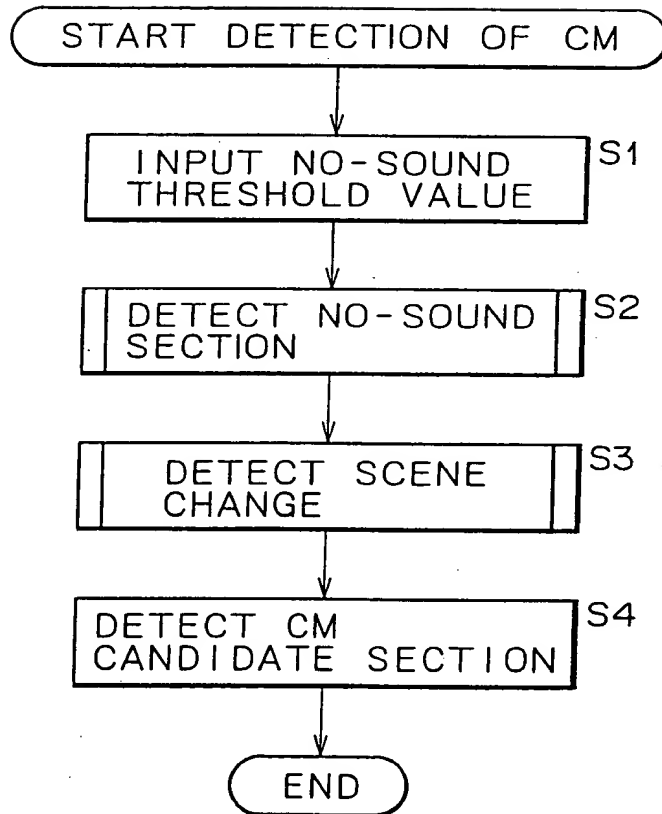 START DETECTION OF CM
INPUT NO-SOUND
THRESHOLD VALUE
S1
DETECT NO-SOUND
SECTION
S2
DETECT SCENE
CHANGE
S3
DETECT CM
CANDIDATE SECTION
S4
END